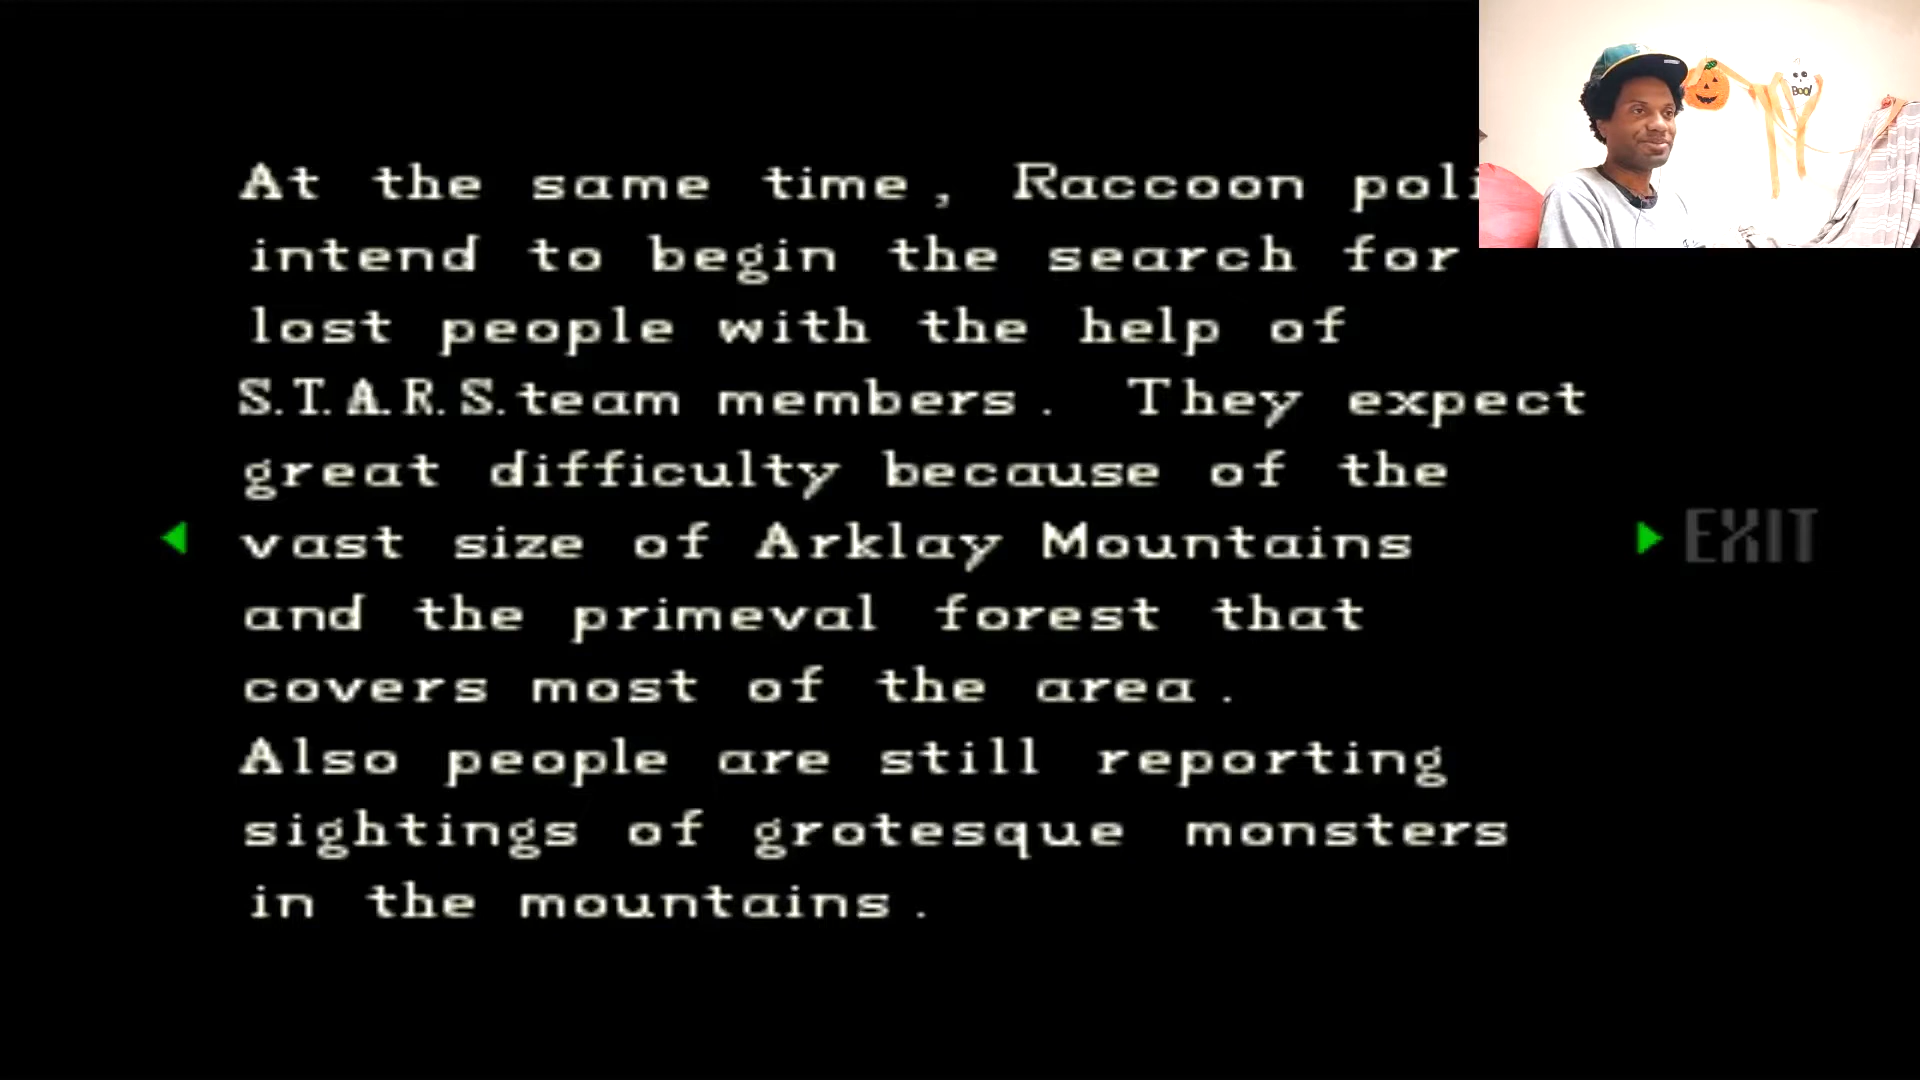 At the same time, Raccoon
intend to begin the search for
lost people with the help of
S.T.A.R.S.team members. They expect
great difficulty because of the
vast size of Arklay Mountains
EXIT
and the primeval forest that
covers most of the area.
Also people are still reporting
sightings of grotesque monsters
in the mountains.
BOO!